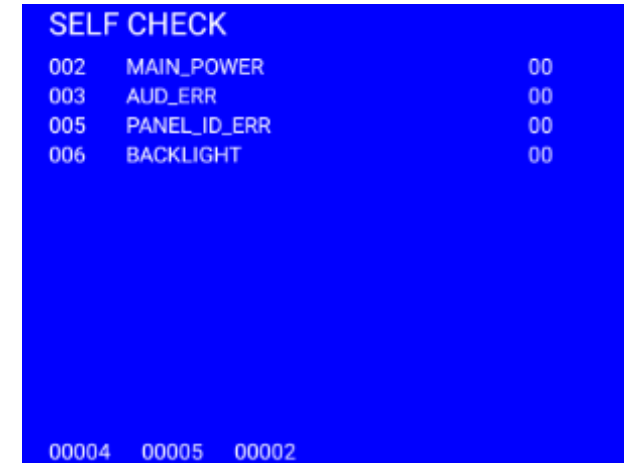 SELF CHECK
002 MAIN_POWER 00
003 AUD_ERR 00
005 PANEL_ID_ERR 00
006 BACKLIGHT 00
00004 00005 00002